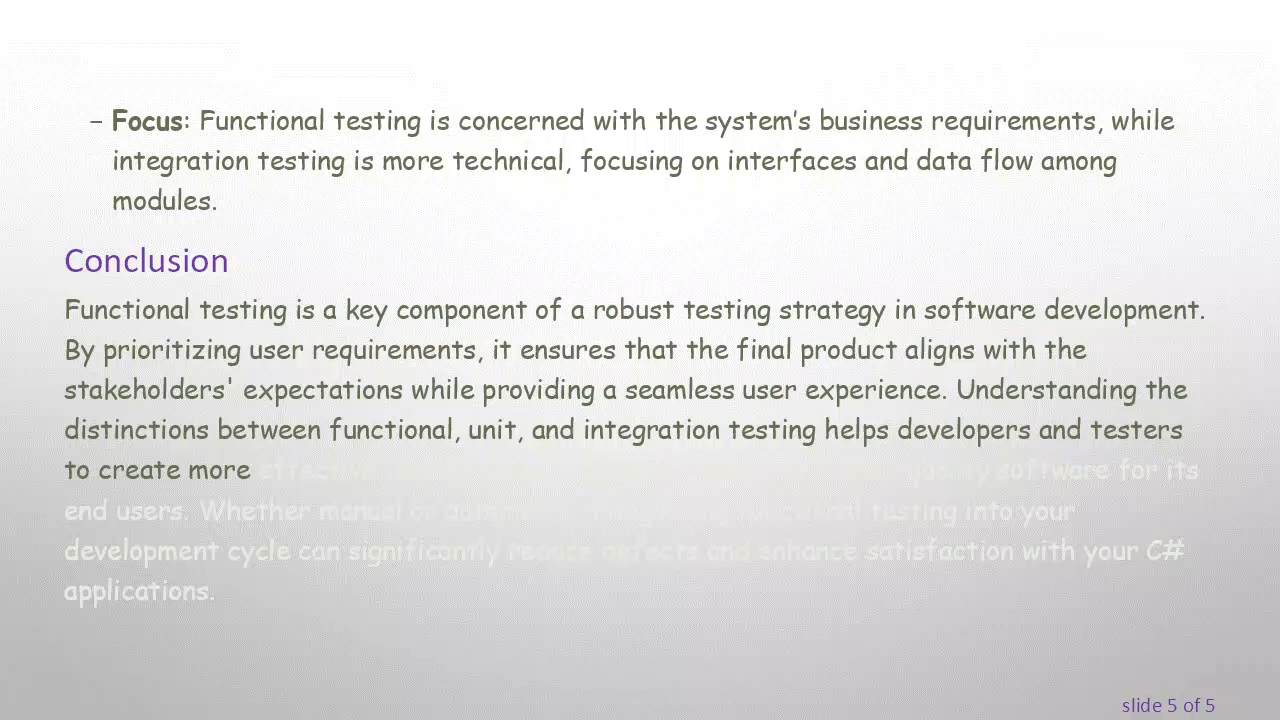 – Focus: Functional testing is concerned with the system's business requirements, while
integration testing is more technical, focusing on interfaces and data flow among
modules.
Conclusion
Functional testing is a key component of a robust testing strategy in software development.
By prioritizing user requirements, it ensures that the final product aligns with the
stakeholders' expectations while providing a seamless user experience. Understanding the
distinctions between functional, unit, and integration testing helps developers and testers
to create more effective quality software for its
end users. Whether manual or testing into your
development cycle can significantly reduce defects and enhance satisfaction with your C#
applications.
slide 5 of 5